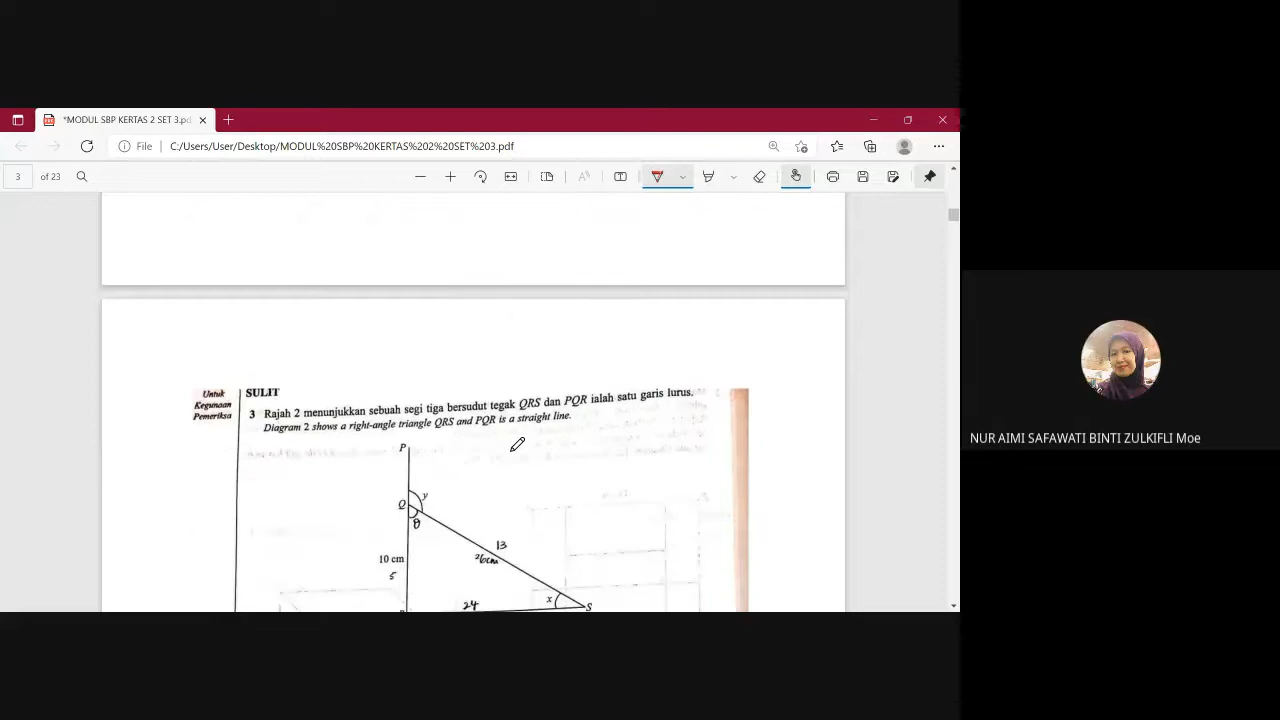 *MODUL SBP KERTAS 2 SET 3.pd
File
C:/Users/User/Desktop/MODUL%20SBP%20KERTAS%202%20SET%203.pdf
3 of 23
Untuk
Kegunaan
Pemeriksa
SULIT
3 Rajah 2 menunjukkan sebuah segi tiga bersudut tegak QRS dan PQR ialah satu garis lurus.
Diagram 2 shows a right-angle triangle QRS and PQR is a straight line.
P
y
Q
θ
13
26cm
10 cm
5
x
24
S
NUR AIMI SAFAWATI BINTI ZULKIFLI Moe